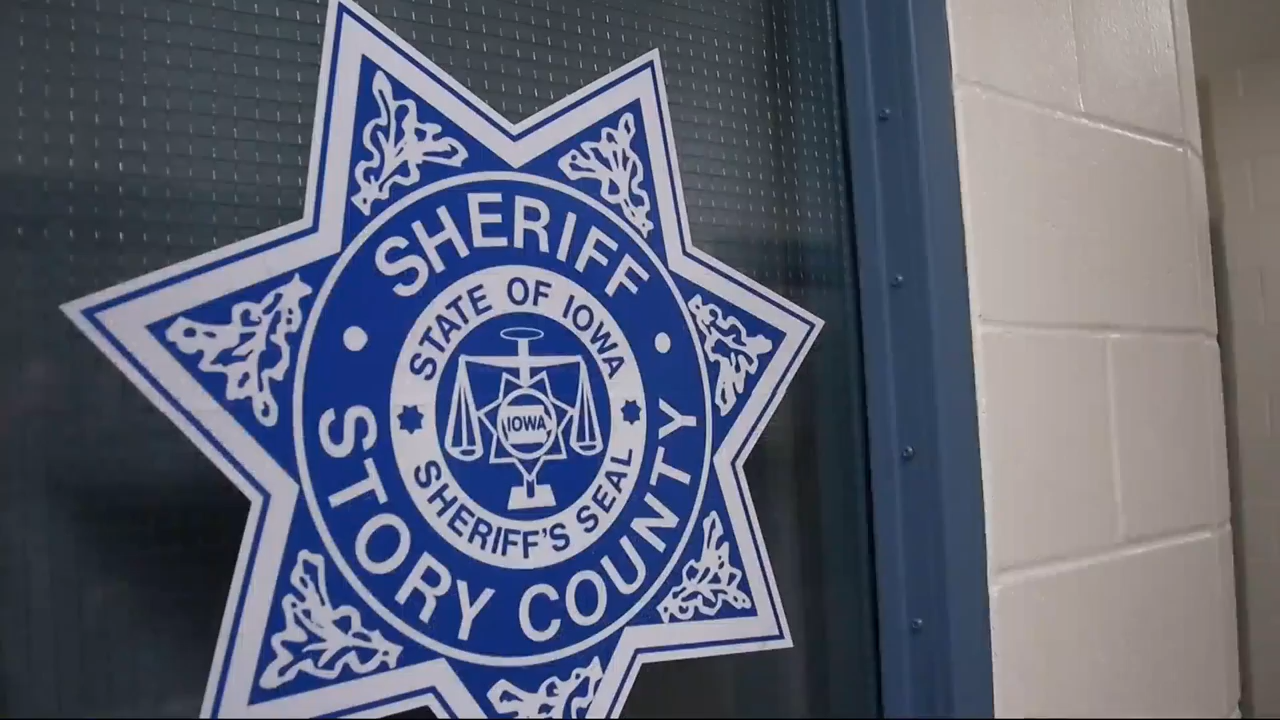 SHERIFF
STORY COUNTY
STATE OF IOWA
SHERIFF'S SEAL
IOWA